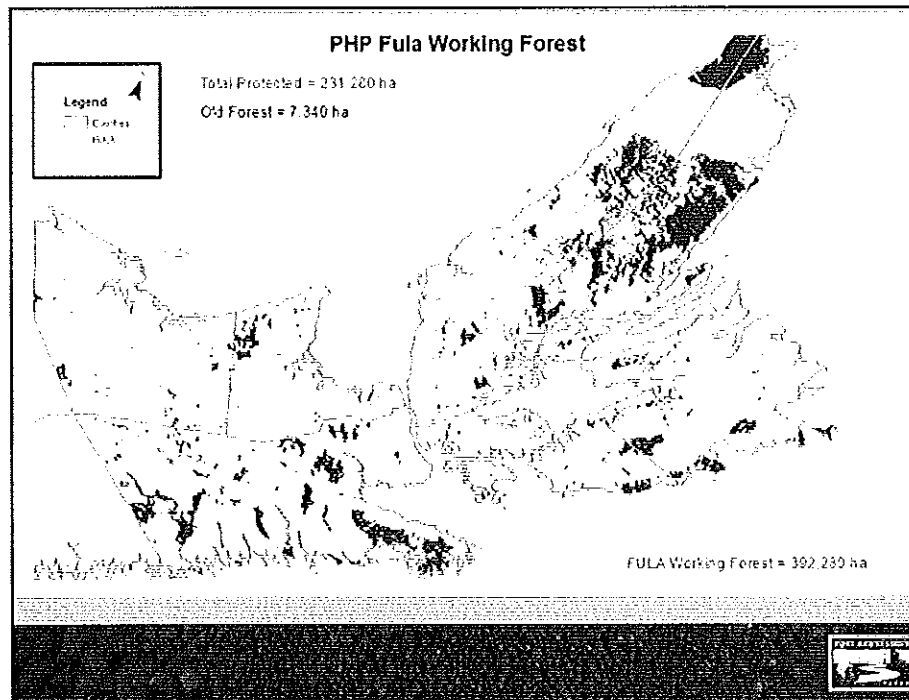 PHP Fula Working Forest
Total Protected = 231,280 ha
Old Forest = 7,340 ha
Legend
FULA Working Forest = 392,280 ha